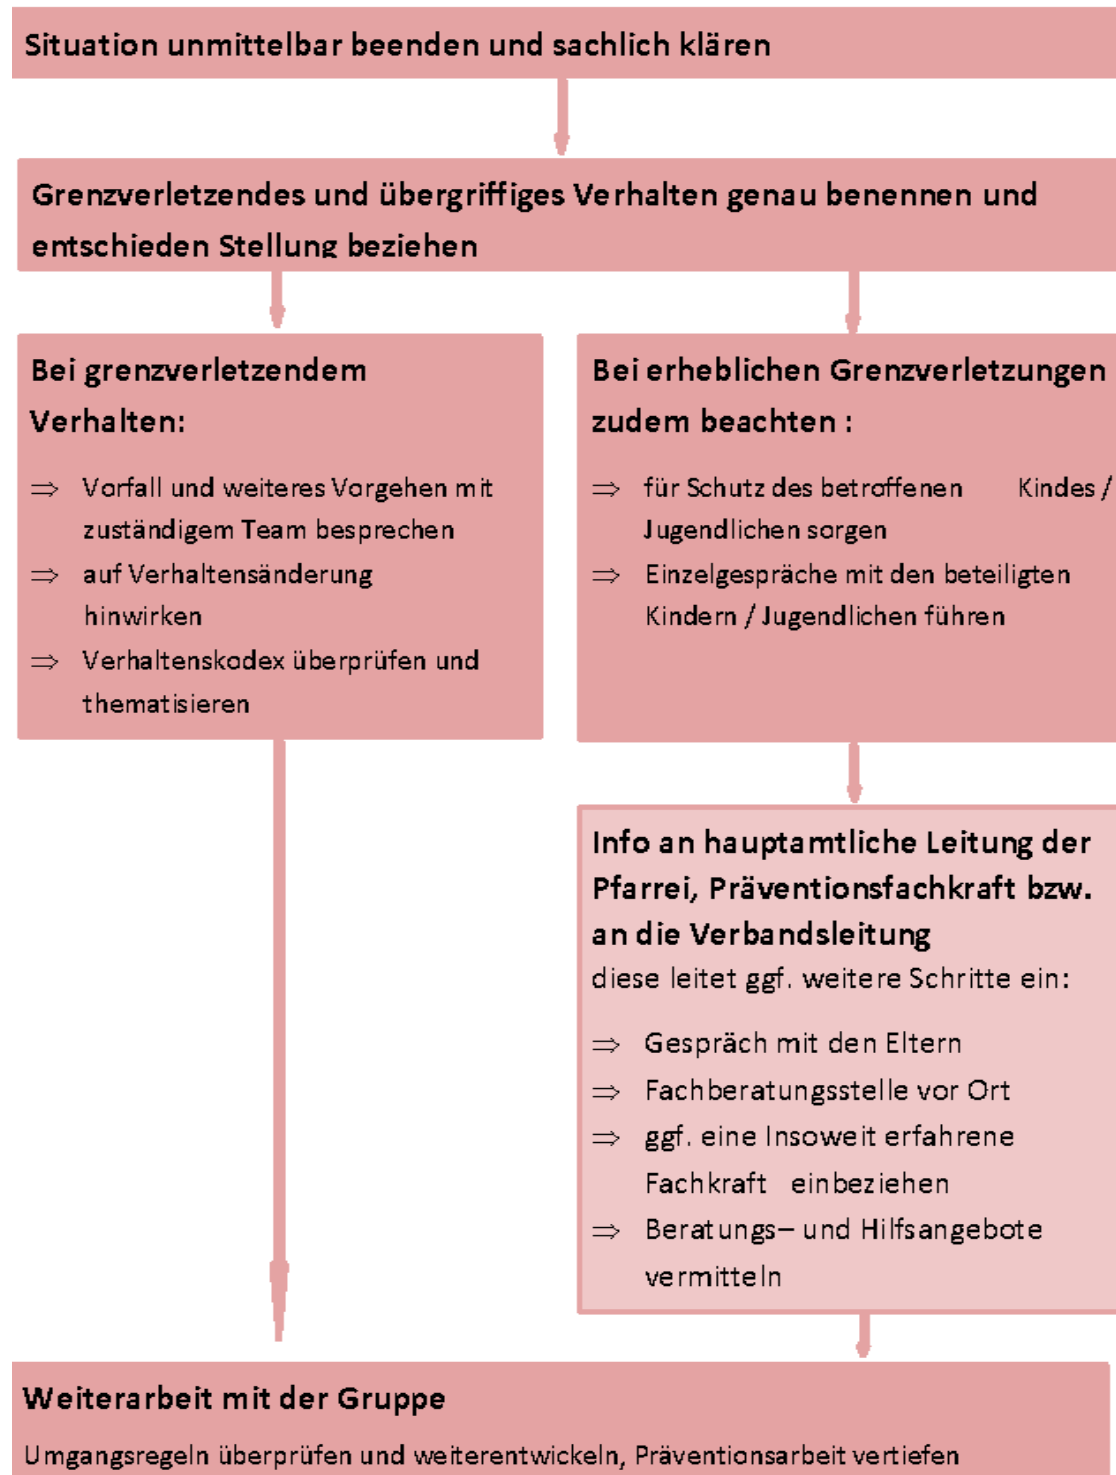 Situation unmittelbar beenden und sachlich klären
Grenzverletzendes und übergriffiges Verhalten genau benennen und
entschieden Stellung beziehen
Bei grenzverletzendem
Verhalten:
⇒ Vorfall und weiteres Vorgehen mit
zuständigem Team besprechen
⇒ auf Verhaltensänderung
hinwirken
⇒ Verhaltenskodex überprüfen und
thematisieren
Bei erheblichen Grenzverletzungen
zudem beachten :
⇒ für Schutz des betroffenen Kindes /
Jugendlichen sorgen
⇒ Einzelgespräche mit den beteiligten
Kindern / Jugendlichen führen
Info an hauptamtliche Leitung der
Pfarrei, Präventionsfachkraft bzw.
an die Verbandsleitung
diese leitet ggf. weitere Schritte ein:
⇒ Gespräch mit den Eltern
⇒ Fachberatungsstelle vor Ort
⇒ ggf. eine Insoweit erfahrene
Fachkraft einbeziehen
⇒ Beratungs– und Hilfsangebote
vermitteln
Weiterarbeit mit der Gruppe
Umgangsregeln überprüfen und weiterentwickeln, Präventionsarbeit vertiefen